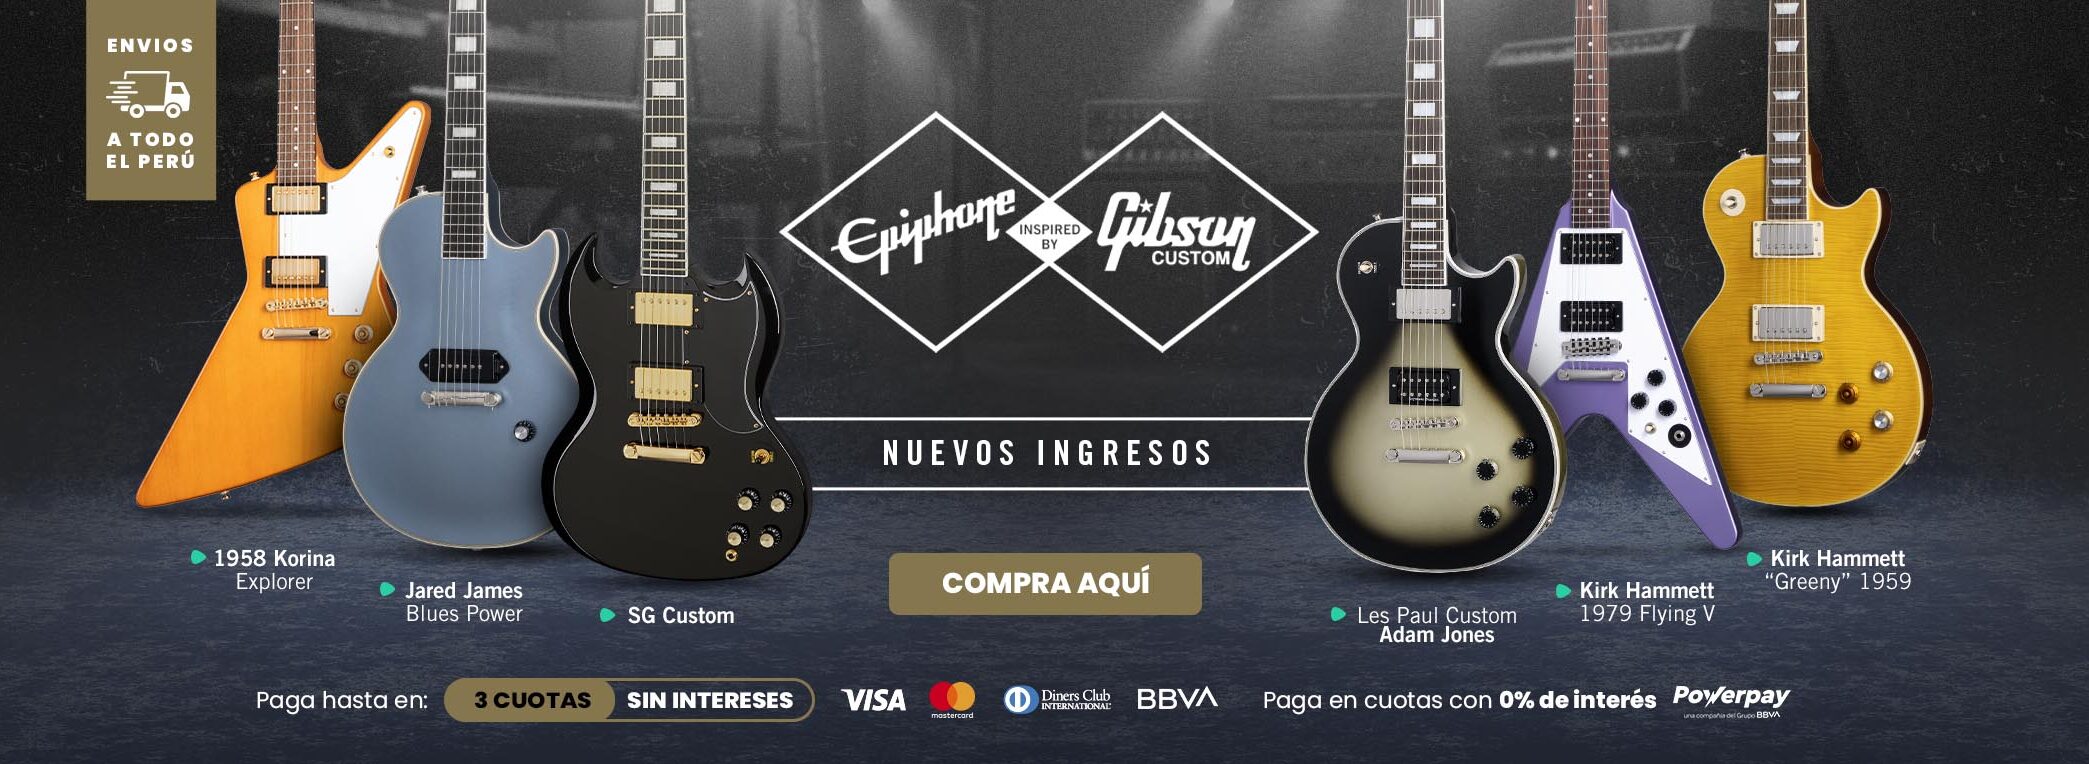 ENVIOS
A TODO
EL PERÚ
Epiphone
INSPIRED
BY
Gibson
CUSTOM
NUEVOS INGRESOS
COMPRA AQUÍ
1958 Korina
Explorer
Jared James
Blues Power
SG Custom
Les Paul Custom
Adam Jones
Kirk Hammett
1979 Flying V
Kirk Hammett
“Greeny” 1959
Paga hasta en: 3 CUOTAS SIN INTERESES VISA mastercard Diners Club INTERNATIONAL BBVA Paga en cuotas con 0% de interés Powerpay
una compañía del Grupo BBVA